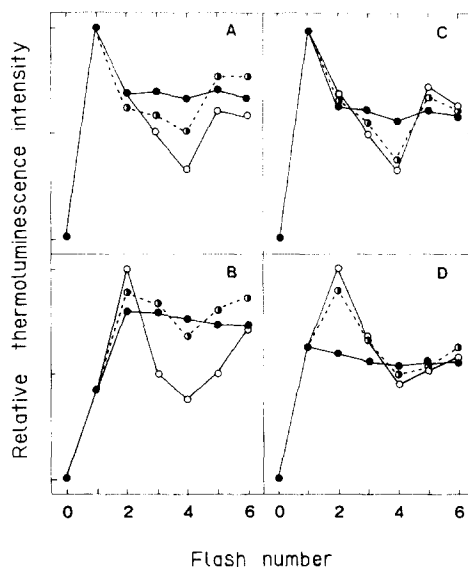 Relative thermoluminescence intensity
A
C
B
D
0 2 4 6
0 2 4 6
Flash number